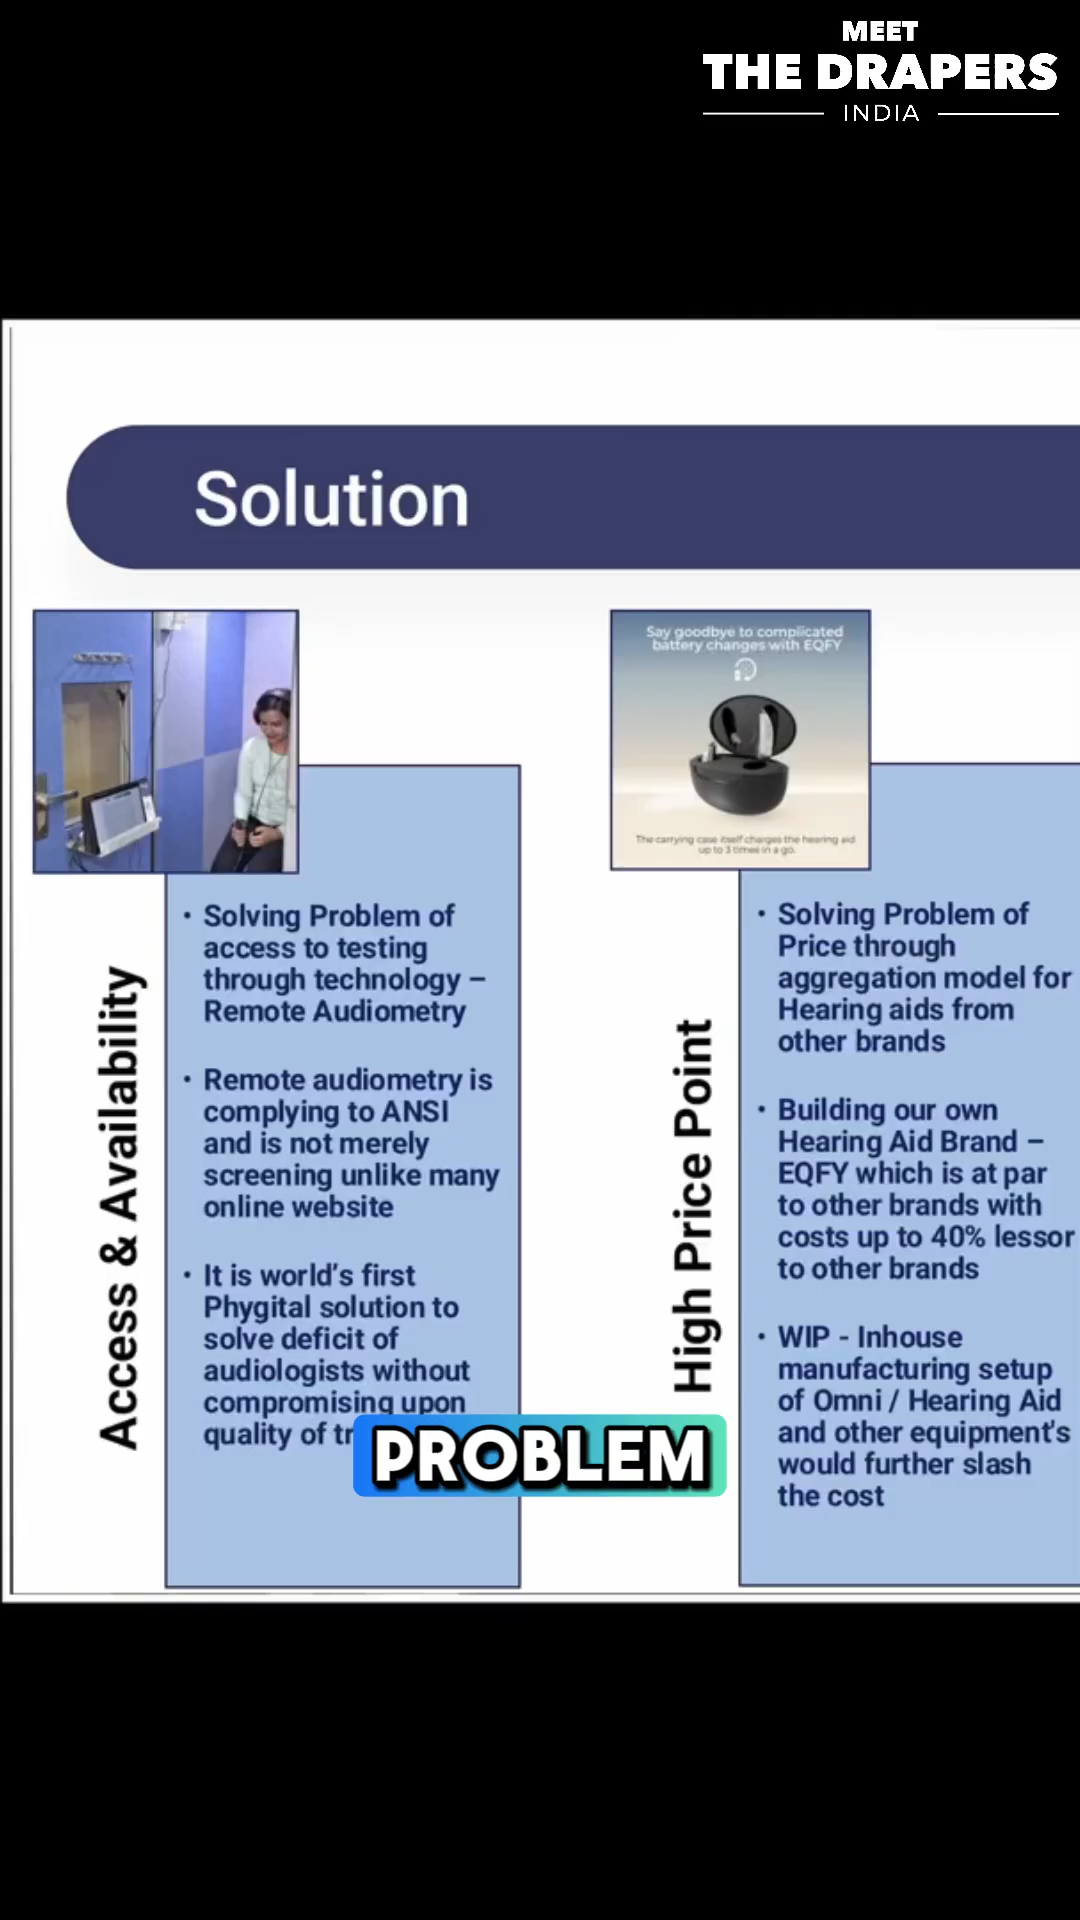 MEET
THE DRAPERS
INDIA
Solution
Say goodbye to complicated
battery changes with EQFY
The carrying case itself charges the hearing aid
up to 3 times in a go.
Access & Availability
• Solving Problem of
access to testing
through technology –
Remote Audiometry
• Remote audiometry is
complying to ANSI
and is not merely
screening unlike many
online website
• It is world's first
Phygital solution to
solve deficit of
audiologists without
compromising upon
quality of
High Price Point
• Solving Problem of
Price through
aggregation model for
Hearing aids from
other brands
• Building our own
Hearing Aid Brand –
EQFY which is at par
to other brands with
costs up to 40% lessor
to other brands
• WIP - Inhouse
manufacturing setup
of Omni / Hearing Aid
and other equipment's
would further slash
the cost
PROBLEM